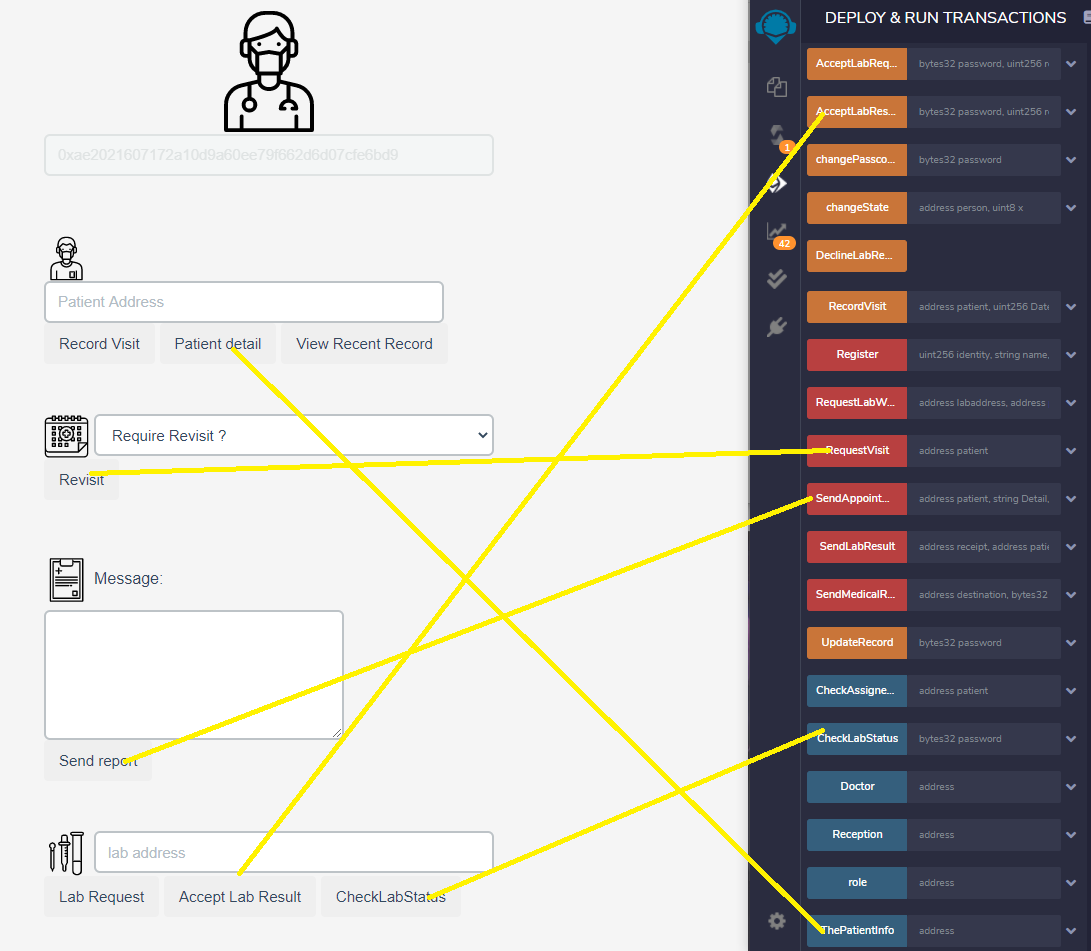 0xae2021607172a10d9a60ee79f662d6d07cfe6bd9
Patient Address
Record Visit
Patient detail
View Recent Record
Require Revisit ?
Revisit
Message:
Send report
lab address
Lab Request
Accept Lab Result
CheckLabStatus
DEPLOY & RUN TRANSACTIONS
1
42
AcceptLabReq... bytes32 password, uint256 r
AcceptLabRes... bytes32 password, uint256 r
changePassco... bytes32 password
changeState address person, uint8 x
DeclineLabRe...
RecordVisit address patient, uint256 Date
Register uint256 identity, string name,
RequestLabW... address labaddress, address
RequestVisit address patient
SendAppoint... address patient, string Detail,
SendLabResult address receipt, address patie
SendMedicalR... address destination, bytes32
UpdateRecord bytes32 password
CheckAssigne... address patient
CheckLabStatus bytes32 password
Doctor address
Reception address
role address
ThePatientInfo address